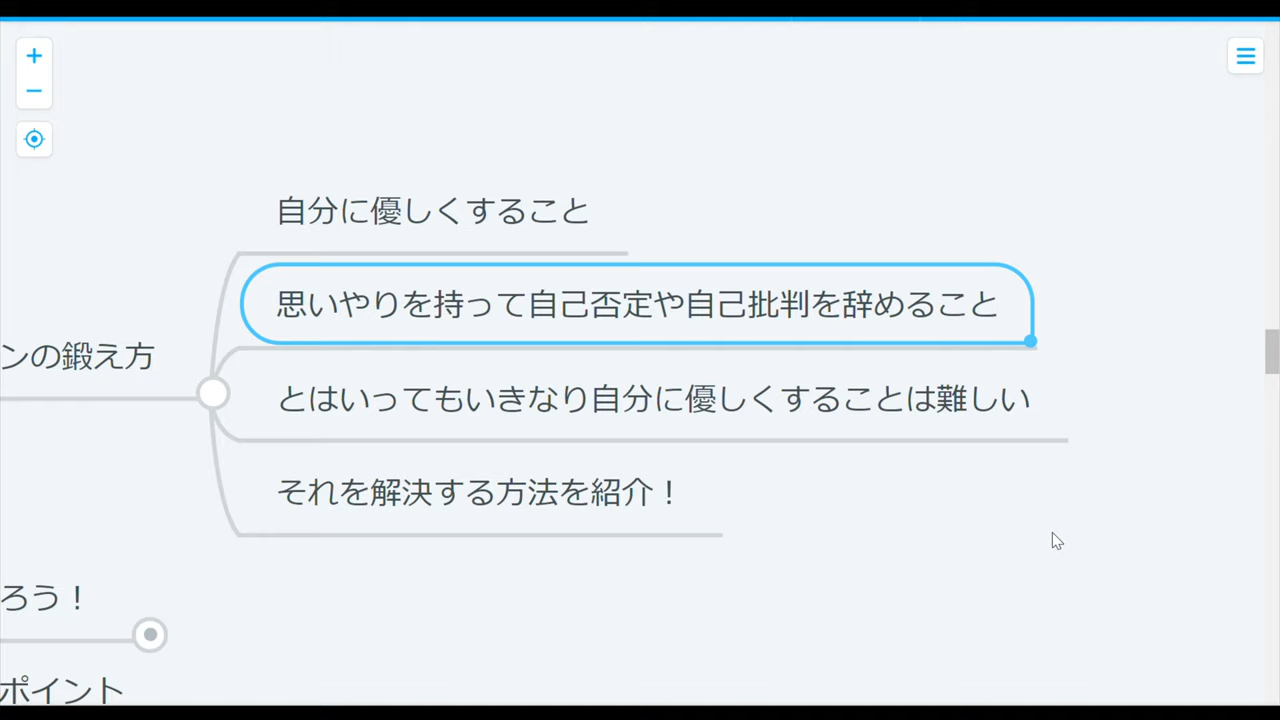 自分に優しくすること
思いやりを持って自己否定や自己批判を辞めること
ンの鍛え方
とはいってもいきなり自分に優しくすることは難しい
それを解決する方法を紹介！
ろう！
ポイント